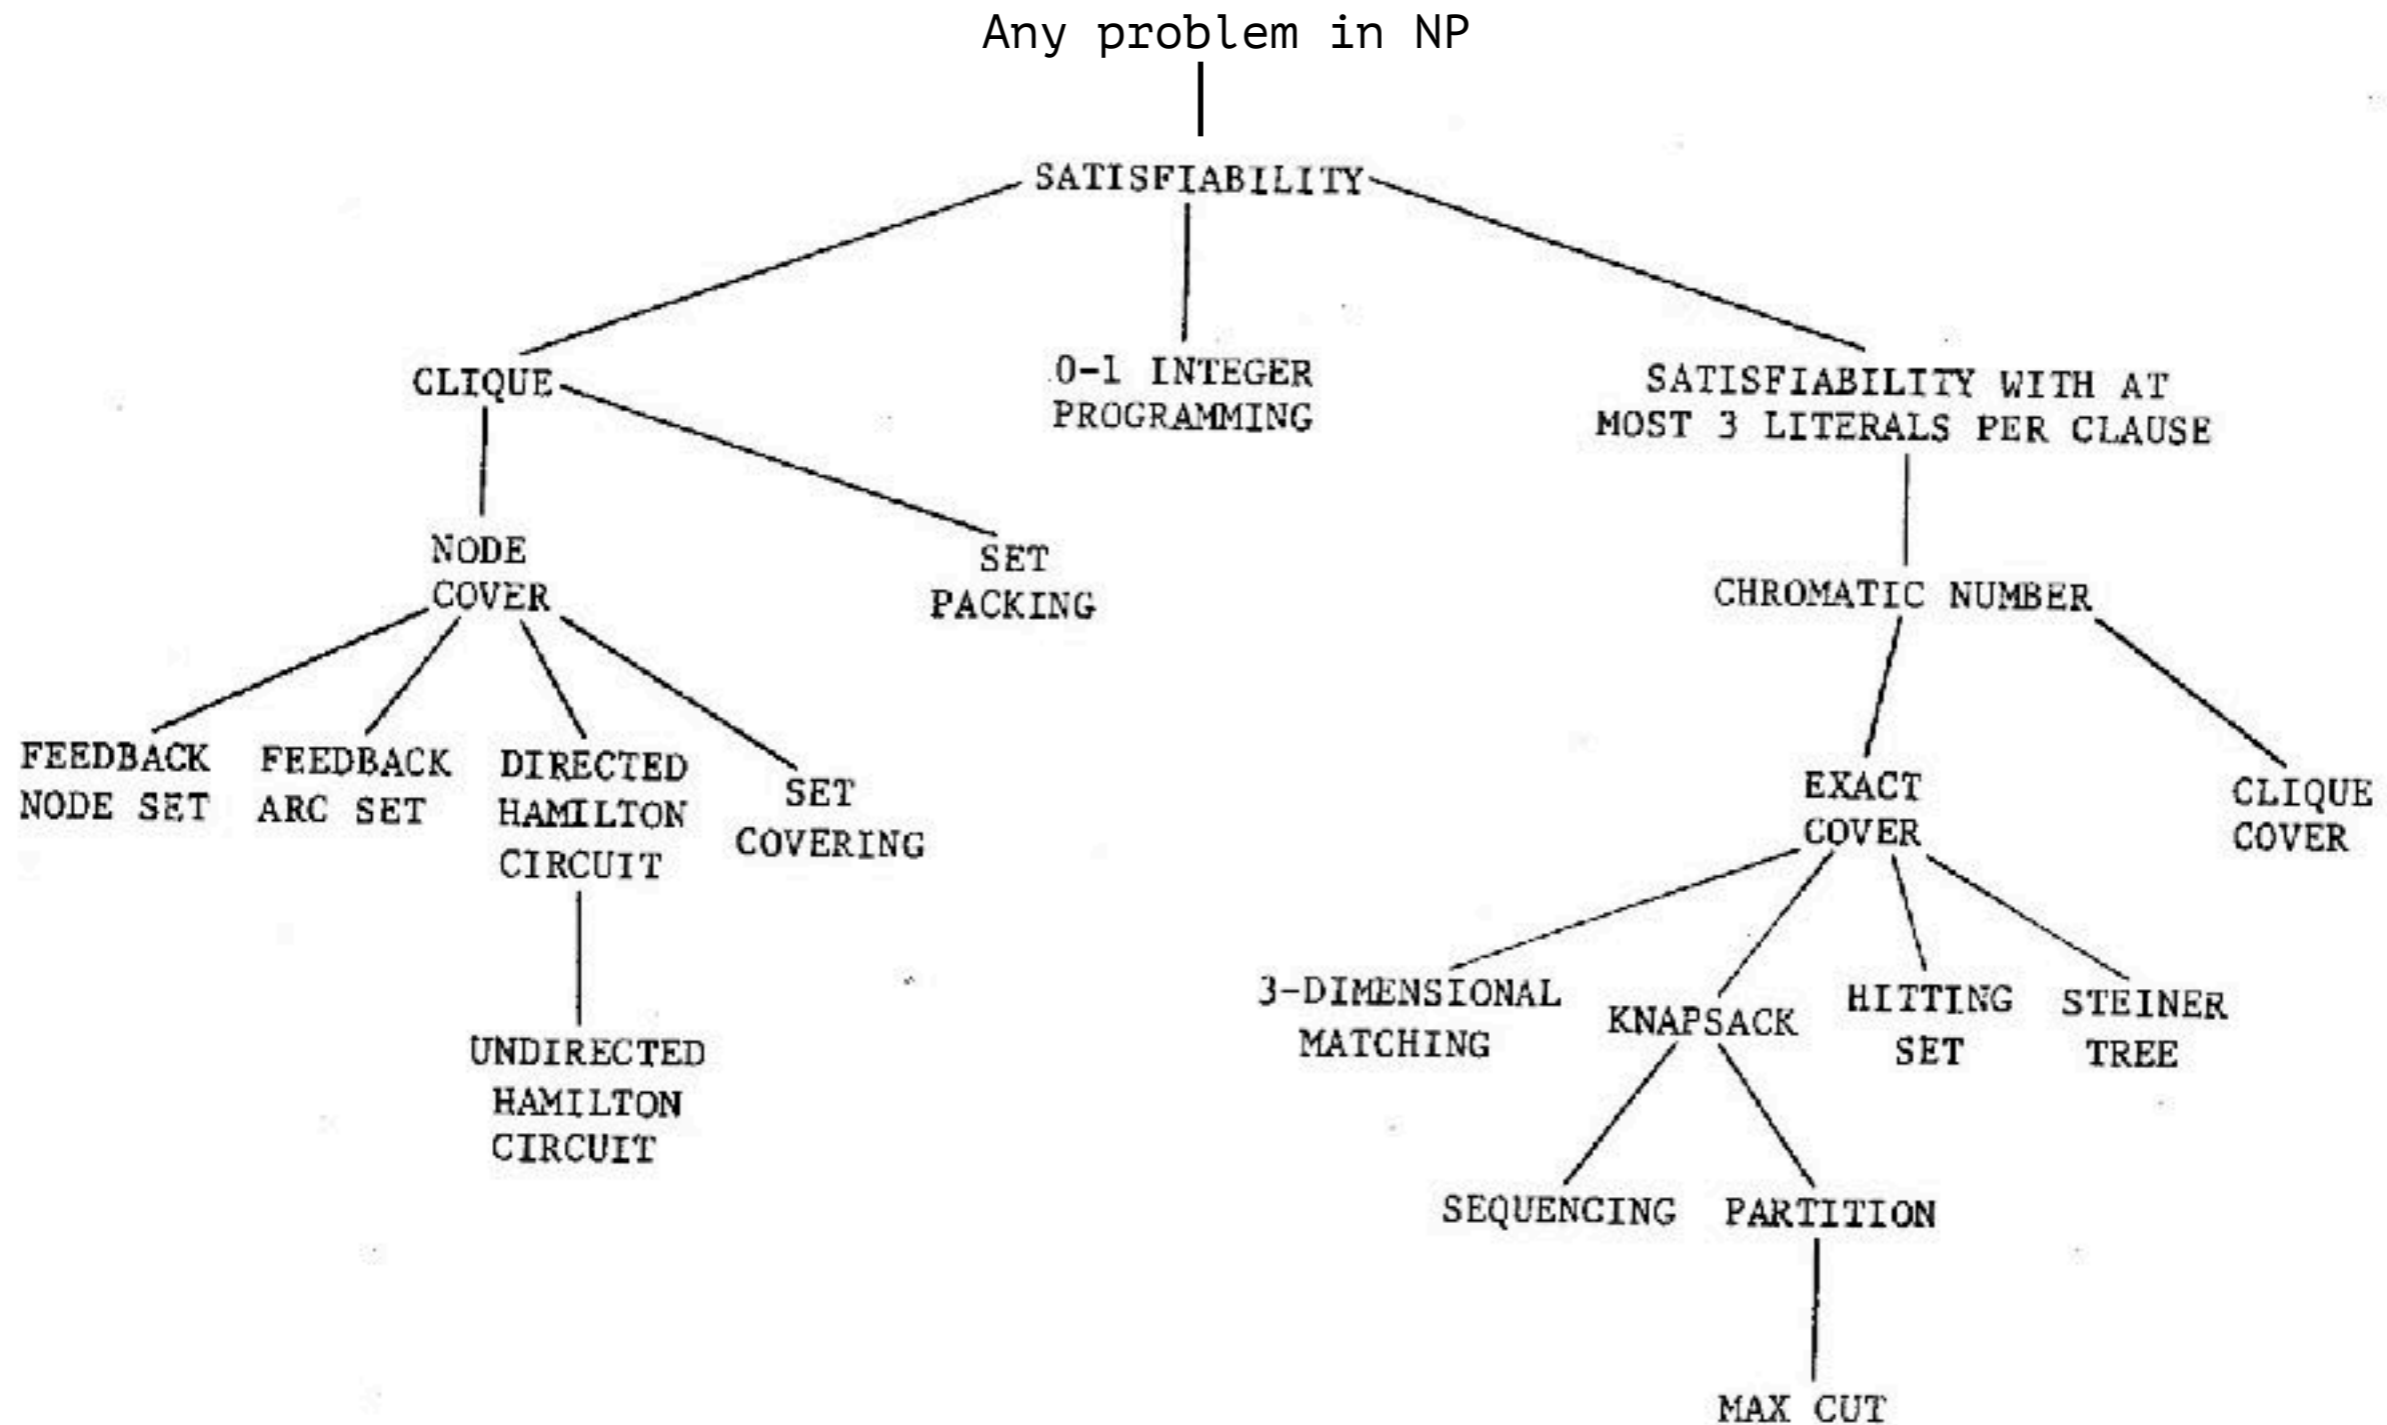 Any problem in NP
SATISFIABILITY
CLIQUE
0-1 INTEGER
PROGRAMMING
SATISFIABILITY WITH AT
MOST 3 LITERALS PER CLAUSE
NODE
COVER
SET
PACKING
CHROMATIC NUMBER
FEEDBACK
NODE SET
FEEDBACK
ARC SET
DIRECTED
HAMILTON
CIRCUIT
SET
COVERING
EXACT
COVER
CLIQUE
COVER
3-DIMENSIONAL
MATCHING
KNAPSACK
HITTING
SET
STEINER
TREE
UNDIRECTED
HAMILTON
CIRCUIT
SEQUENCING
PARTITION
MAX CUT